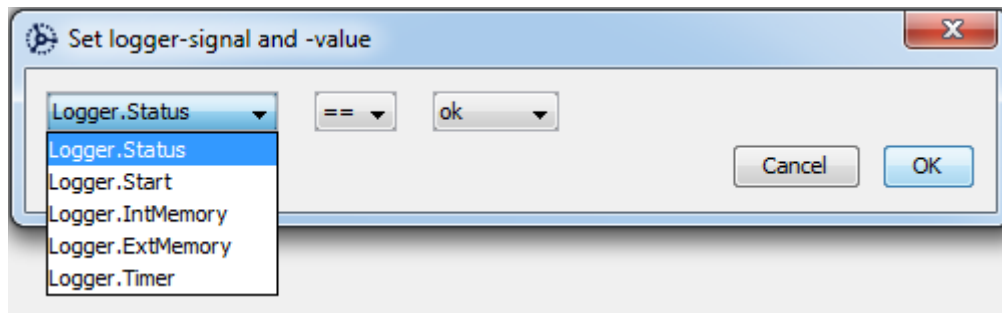 Set logger-signal and -value
Logger.Status == ok
Logger.Status
Logger.Start
Logger.IntMemory
Logger.ExtMemory
Logger.Timer
Cancel OK